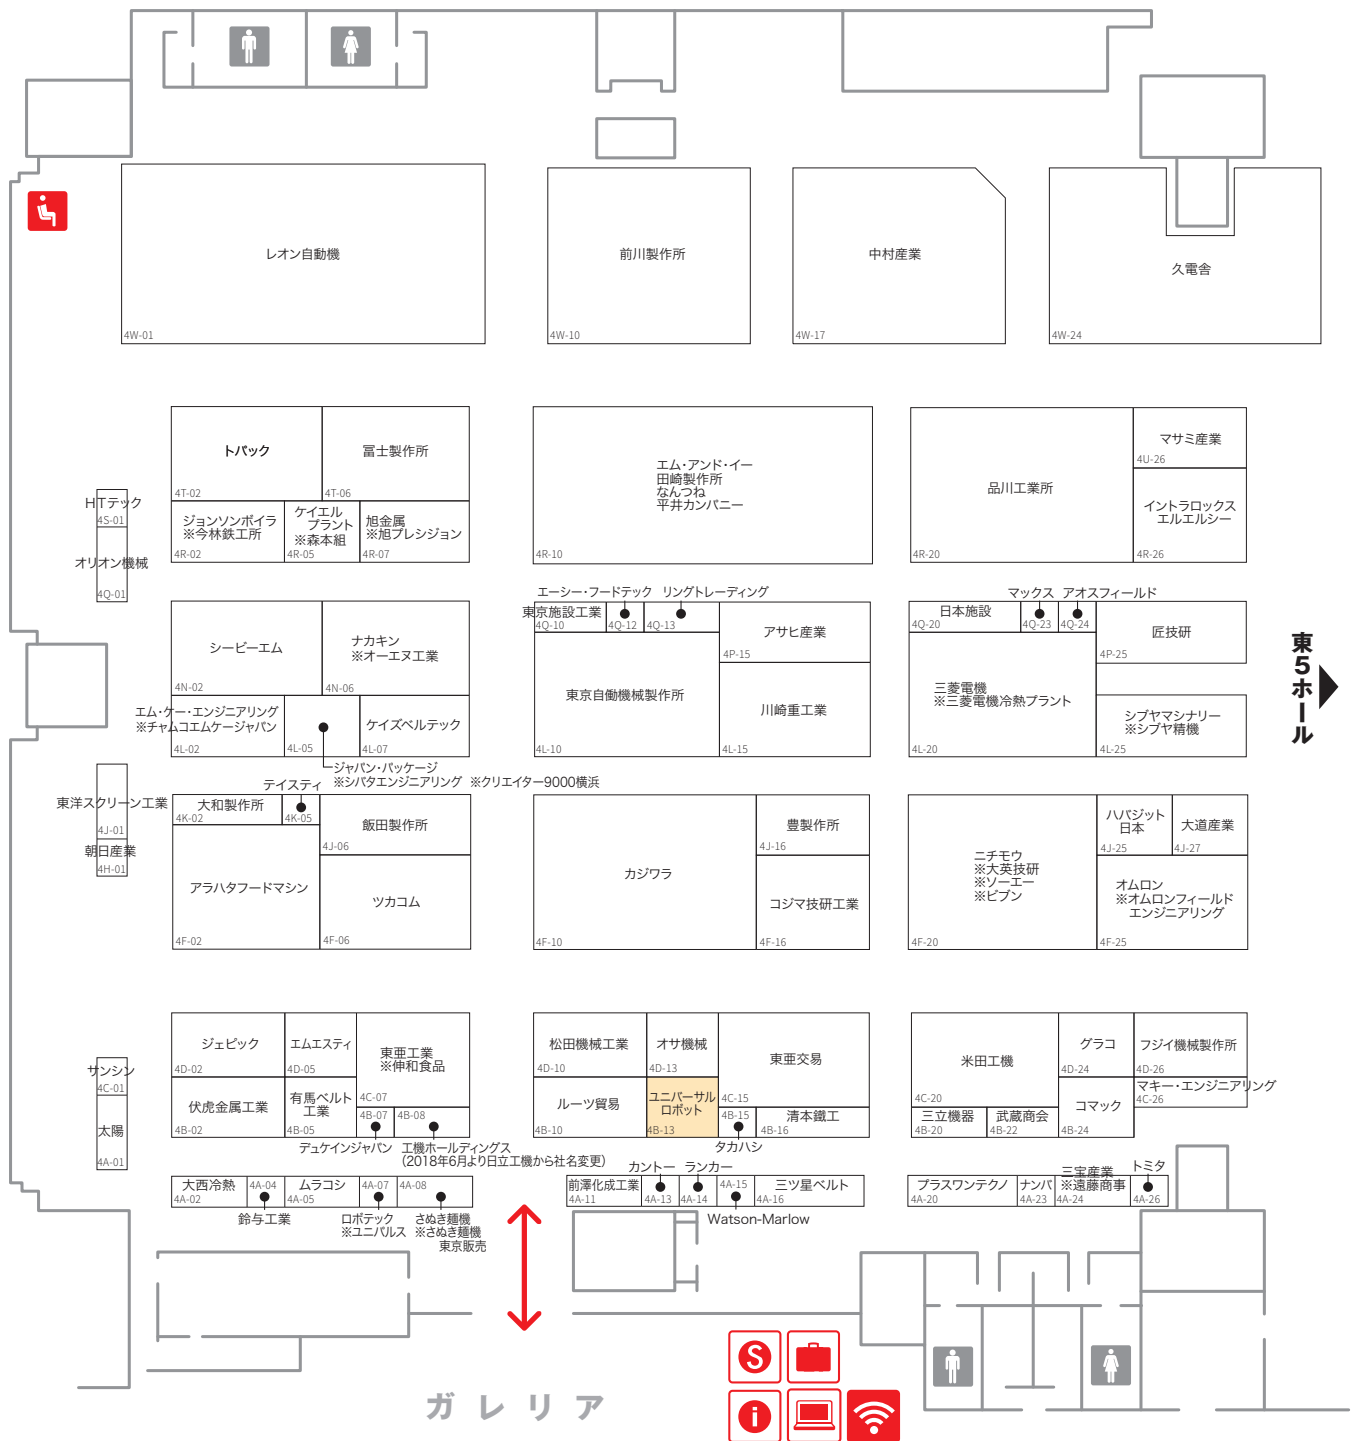 レオン自動機
4W-01
前川製作所
4W-10
中村産業
4W-17
久電舎
4W-24
トパック
4T-02
冨士製作所
4T-06
ジョンソンボイラ
※今林鉄工所
4R-02
ケイエル
プラント
※森本組
4R-05
旭金属
※旭プレシジョン
4R-07
HTテック
4S-01
オリオン機械
4Q-01
エム・アンド・イー
田崎製作所
なんつね
平井カンパニー
4R-10
品川工業所
4R-20
マサミ産業
4U-26
イントラロックス
エルエルシー
4R-26
シービーエム
4N-02
ナカキン
※オーエヌ工業
4N-06
エム・ケー・エンジニアリング
※チャムコエムケージャパン
4L-02
4L-05
ケイズベルテック
4L-07
ジャパン・パッケージ
※シバタエンジニアリング ※クリエイター9000横浜
エーシー・フードテック リングトレーディング
東京施設工業
4Q-10
4Q-12
4Q-13
アサヒ産業
4P-15
東京自働機械製作所
4L-10
川崎重工業
4L-15
マックス アオスフィールド
日本施設
4Q-20
4Q-23
4Q-24
匠技研
4P-25
三菱電機
※三菱電機冷熱プラント
4L-20
シブヤマシナリー
※シブヤ精機
4L-25
東5ホール
東洋スクリーン工業
4J-01
朝日産業
4H-01
テイスティ
大和製作所
4K-02
4K-05
飯田製作所
4J-06
アラハタフードマシン
4F-02
ツカコム
4F-06
カジワラ
4F-10
豊製作所
4J-16
コジマ技研工業
4F-16
ニチモウ
※大英技研
※ソーエー
※ビブン
4F-20
ハバジット
日本
4J-25
大道産業
4J-27
オムロン
※オムロンフィールド
エンジニアリング
4F-25
サンシン
4C-01
太陽
4A-01
ジェピック
4D-02
エムエスティ
4D-05
東亜工業
※伸和食品
4C-07
伏虎金属工業
4B-02
有馬ベルト
工業
4B-05
4B-07
4B-08
デュケインジャパン
工機ホールディングス
(2018年6月より日立工機から社名変更)
松田機械工業
4D-10
オサ機械
4D-13
東亜交易
4C-15
ルーツ貿易
4B-10
ユニバーサル
ロボット
4B-13
4B-15
清本鐵工
4B-16
タカハシ
米田工機
4C-20
グラコ
4D-24
フジイ機械製作所
4D-26
マキー・エンジニアリング
4C-26
三立機器
4B-20
武蔵商会
4B-22
コマック
4B-24
大西冷熱
4A-02
4A-04
ムラコシ
4A-05
4A-07
4A-08
鈴与工業
ロボテック
※ユニパルス
さぬき麺機
※さぬき麺機
東京販売
カントー ランカー
前澤化成工業
4A-11
4A-13
4A-14
4A-15
三ツ星ベルト
4A-16
Watson-Marlow
プラスワンテクノ
4A-20
ナンバ
4A-23
三宝産業
※遠藤商事
4A-24
トミタ
4A-26
S
i
ガレリア